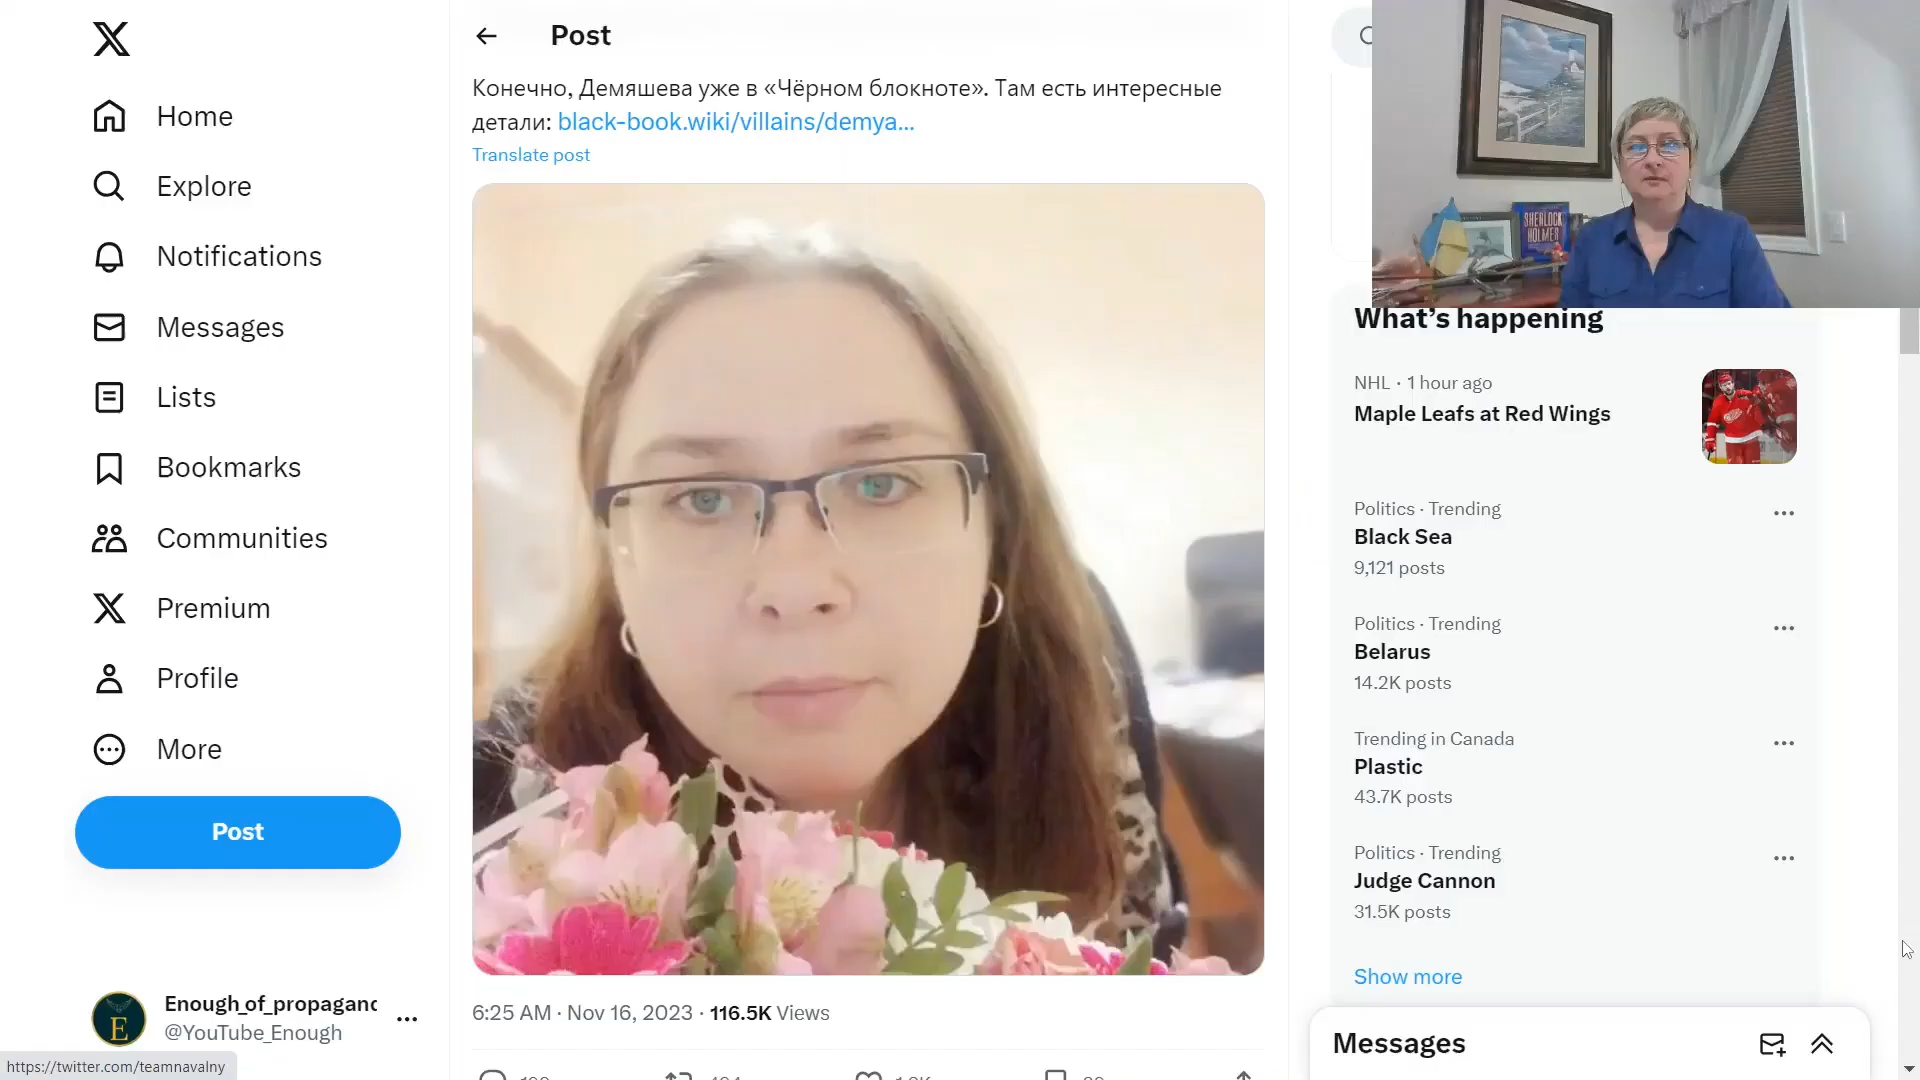 Post
Конечно, Демяшева уже в «Чёрном блокноте». Там есть интересные
детали: black-book.wiki/villains/demya...
Translate post
6:25 AM · Nov 16, 2023 · 116.5K Views
Home
Explore
Notifications
Messages
Lists
Bookmarks
Communities
Premium
Profile
More
Post
Enough_of_propagand
@YouTube_Enough
https://twitter.com/teamnavalny
SHERLOCK
HOLMES
What's happening
NHL · 1 hour ago
Maple Leafs at Red Wings
Politics · Trending
Black Sea
9,121 posts
Politics · Trending
Belarus
14.2K posts
Trending in Canada
Plastic
43.7K posts
Politics · Trending
Judge Cannon
31.5K posts
Show more
Messages